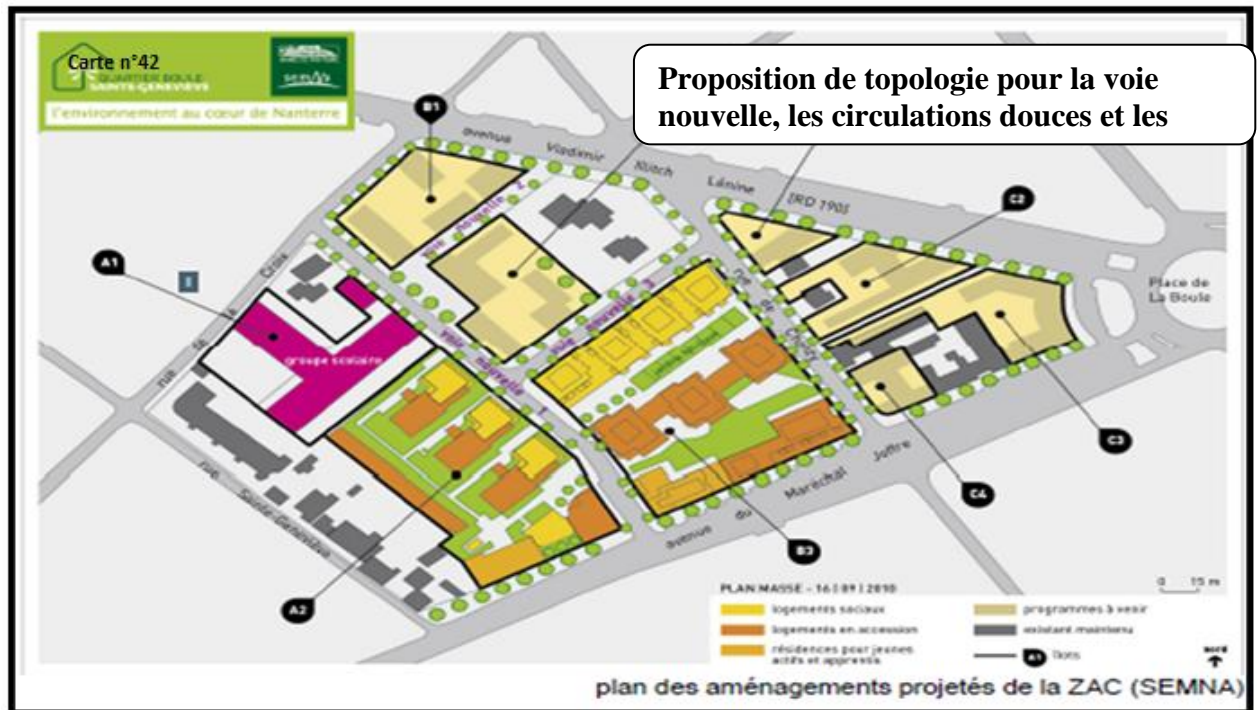 Carte n°42
QUARTIER BOULE
SAINTE-GENEVIÈVE
l'environnement au cœur de Nanterre
semna
Proposition de topologie pour la voie
nouvelle, les circulations douces et les
B1
avenue Vladimir Ilitch Lénine (RD 190)
C2
A1
rue de la Croix
voie nouvelle 2
Place de
La Boule
groupe scolaire
voie nouvelle 1
voie nouvelle 3
rue de
C3
rue Sainte-Geneviève
avenue du Maréchal Joffre
C4
B3
A2
PLAN MASSE - 16|09|2010
0 15 m
logements sociaux
logements en accession
résidences pour jeunes
actifs et apprentis
programmes à venir
existant maintenu
A1 îlots
nord
plan des aménagements projetés de la ZAC (SEMNA)